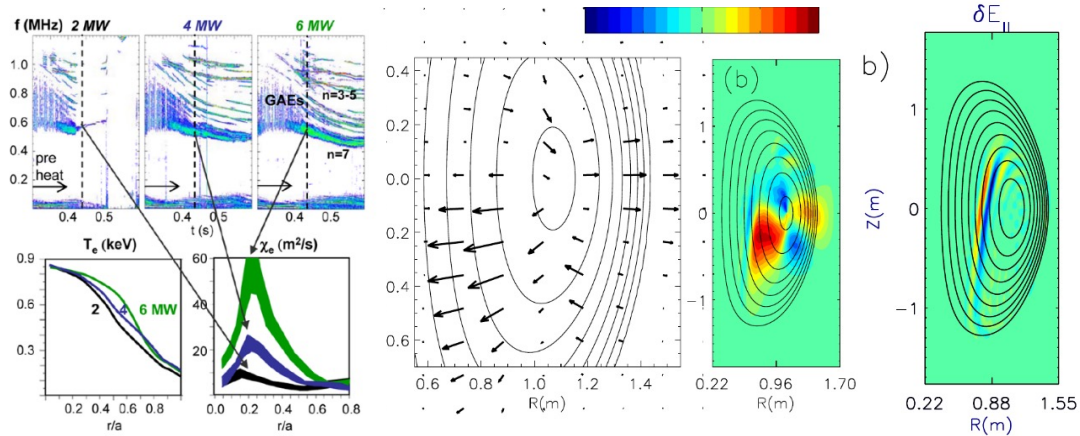 f (MHz) 2 MW 4 MW 6 MW
1.0
0.8
0.6
0.4
0.2
GAEs
n=3-5
n=7
pre
heat
0.4 0.5 0.4 0.5 0.4 0.5
t (s)
T_e (keV)
0.9
0.6
0.3
2 4 6 MW
0.0 0.2 0.4 0.6 0.8
r/a
χ_e (m²/s)
60
40
20
0.0 0.2 0.4 0.6 0.8
r/a
0.4
0.2
0.0
0.2
0.4
0.6
0.6 0.8 1.0 1.2 1.4
R(m)
(b)
1
0
-1
0.22 0.96 1.70
R(m)
δE_||
b)
Z(m)
1
0
-1
0.22 0.88 1.55
R(m)